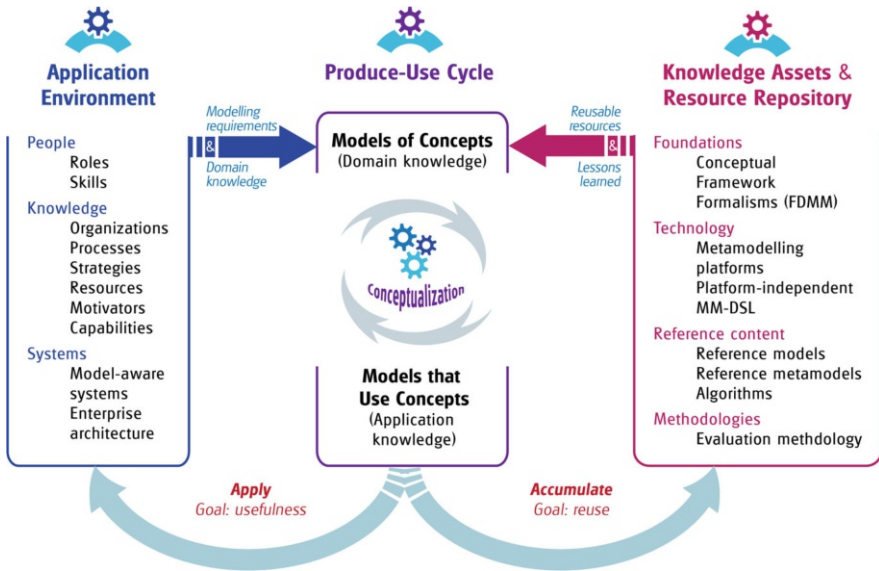 Application
Environment
Produce-Use Cycle
Knowledge Assets &
Resource Repository
Modelling
requirements
&
Domain
knowledge
Reusable
resources
&
Lessons
learned
People
Roles
Skills
Knowledge
Organizations
Processes
Strategies
Resources
Motivators
Capabilities
Systems
Model-aware
systems
Enterprise
architecture
Models of Concepts
(Domain knowledge)
Conceptualization
Models that
Use Concepts
(Application
knowledge)
Foundations
Conceptual
Framework
Formalisms (FDMM)
Technology
Metamodelling
platforms
Platform-independent
MM-DSL
Reference content
Reference models
Reference metamodels
Algorithms
Methodologies
Evaluation methdology
Apply
Goal: usefulness
Accumulate
Goal: reuse